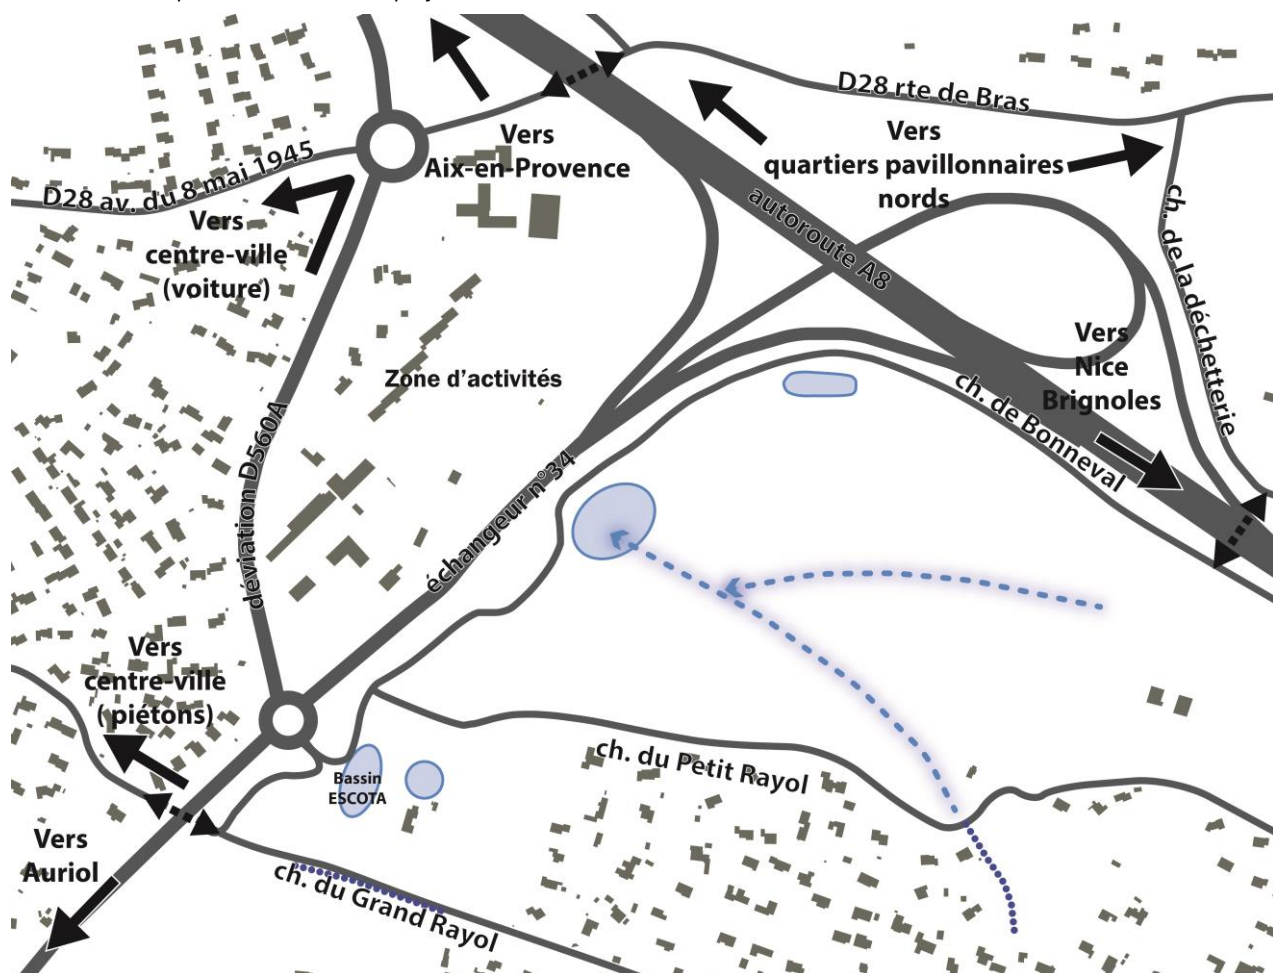 D28 rte de Bras
Vers
Aix-en-Provence
Vers
quartiers pavillonnaires
nords
D28 av. du 8 mai 1945
Vers
centre-ville
(voiture)
autoroute A8
ch. de la déchetterie
Vers
Nice
Brignoles
Zone d'activités
ch. de Bonneval
déviation D560A
échangeur n°34
Vers
centre-ville
( piétons)
ch. du Petit Rayol
Bassin
ESCOTA
Vers
Auriol
ch. du Grand Rayol